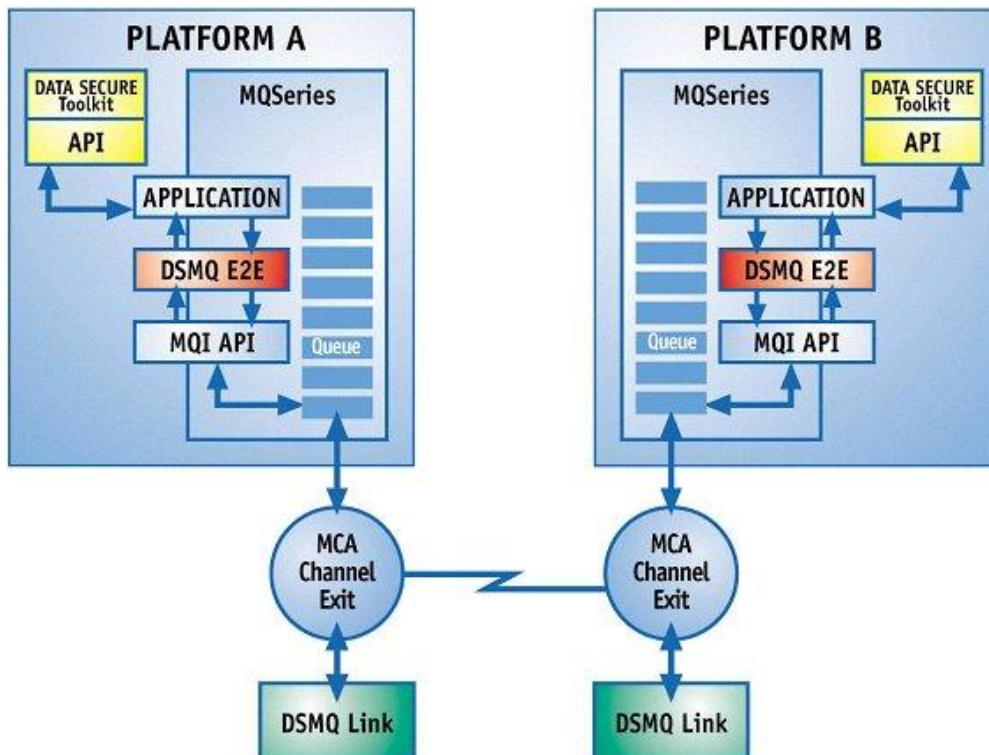 PLATFORM A
DATA SECURE
Toolkit
API
MQSeries
APPLICATION
DSMQ E2E
MQI API
Queue
MCA
Channel
Exit
DSMQ Link
PLATFORM B
MQSeries
DATA SECURE
Toolkit
API
APPLICATION
DSMQ E2E
MQI API
Queue
MCA
Channel
Exit
DSMQ Link